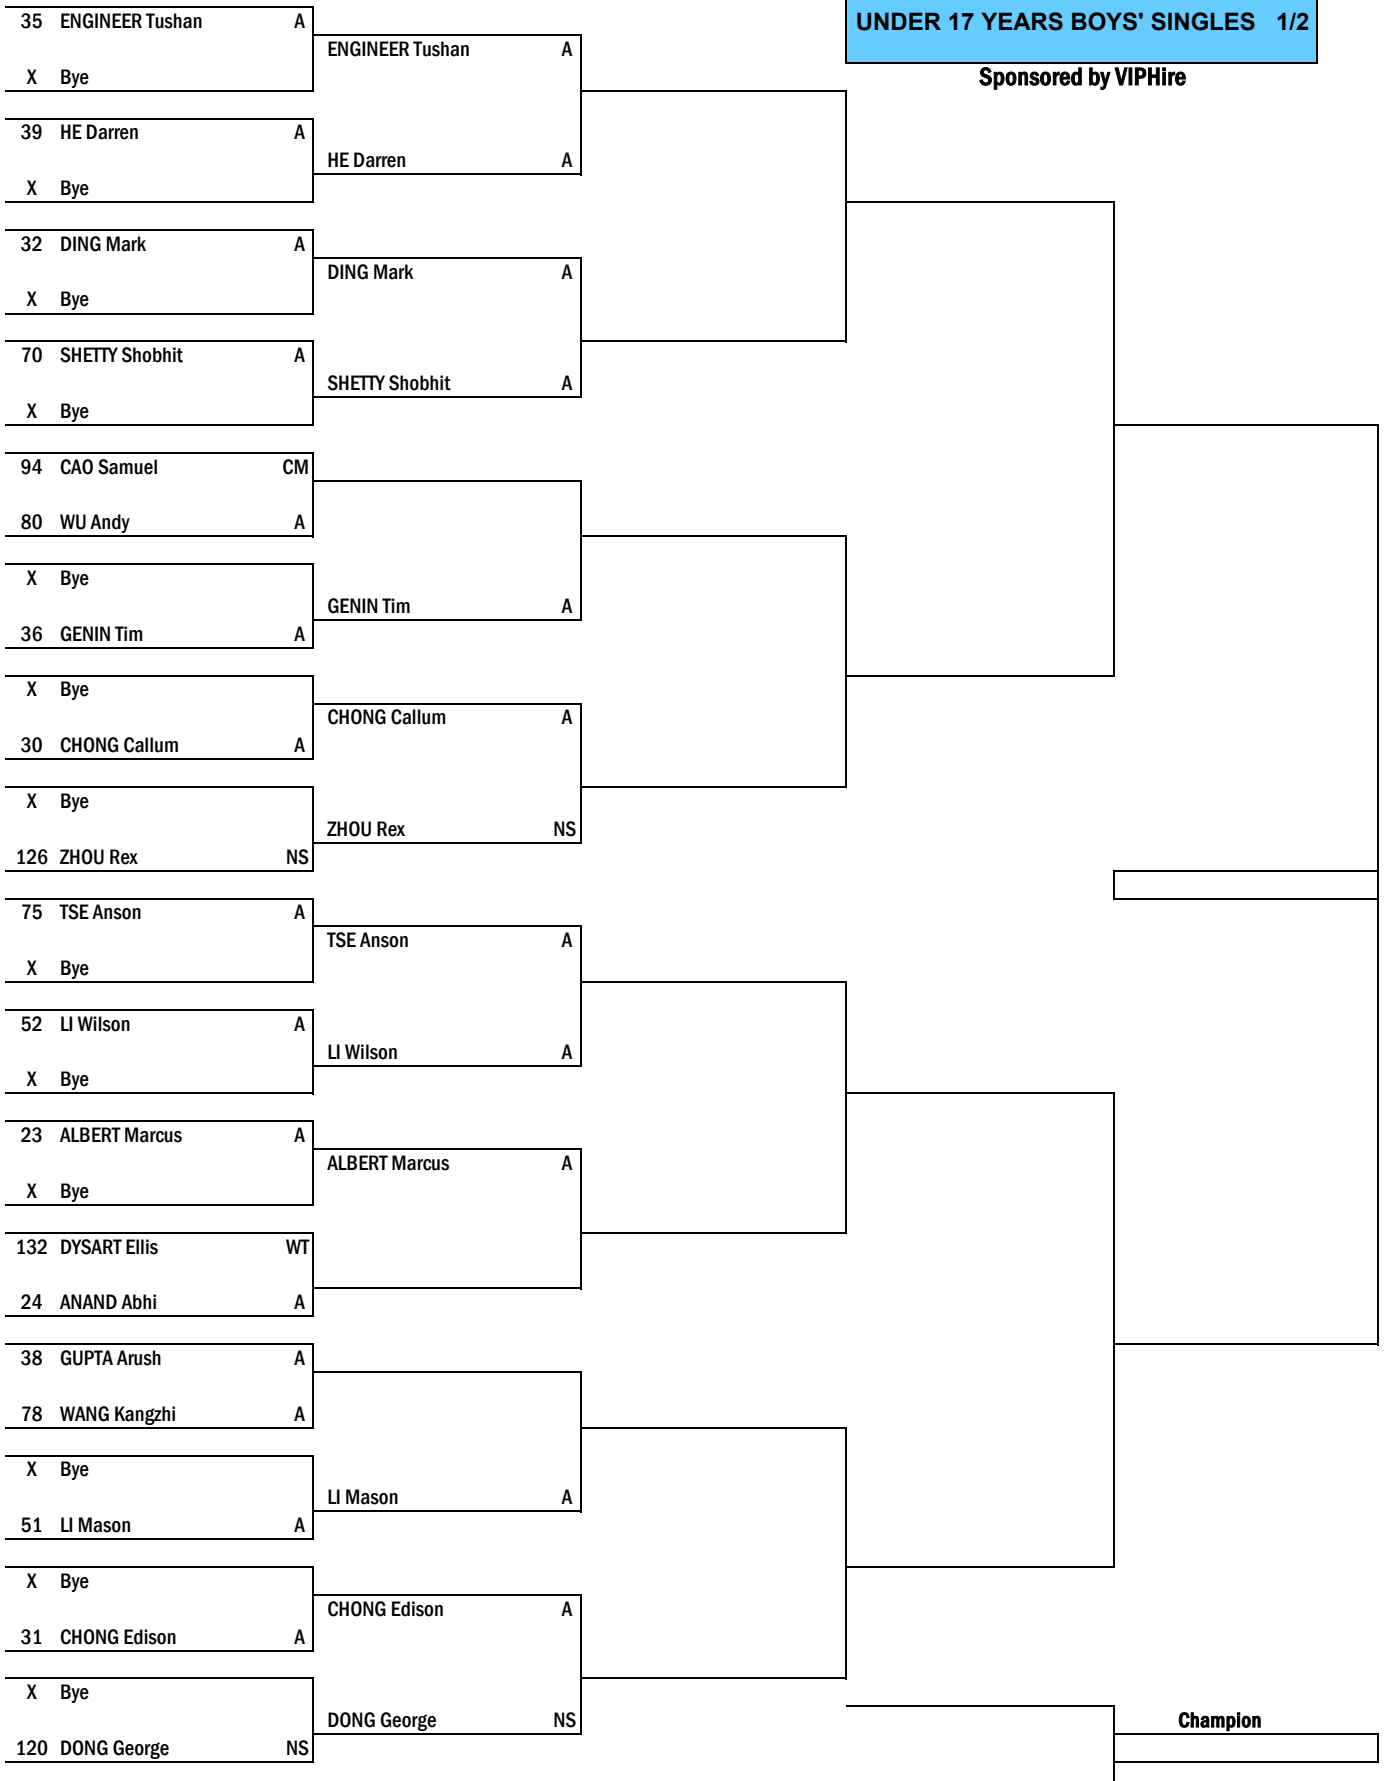 UNDER 17 YEARS BOYS' SINGLES 1/2
Sponsored by VIPHire
35 ENGINEER Tushan A
ENGINEER Tushan A
X Bye
39 HE Darren A
HE Darren A
X Bye
32 DING Mark A
DING Mark A
X Bye
70 SHETTY Shobhit A
SHETTY Shobhit A
X Bye
94 CAO Samuel CM
80 WU Andy A
X Bye
GENIN Tim A
36 GENIN Tim A
X Bye
CHONG Callum A
30 CHONG Callum A
X Bye
ZHOU Rex NS
126 ZHOU Rex NS
75 TSE Anson A
TSE Anson A
X Bye
52 LI Wilson A
LI Wilson A
X Bye
23 ALBERT Marcus A
ALBERT Marcus A
X Bye
132 DYSART Ellis WT
24 ANAND Abhi A
38 GUPTA Arush A
78 WANG Kangzhi A
X Bye
LI Mason A
51 LI Mason A
X Bye
CHONG Edison A
31 CHONG Edison A
X Bye
DONG George NS
Champion
120 DONG George NS